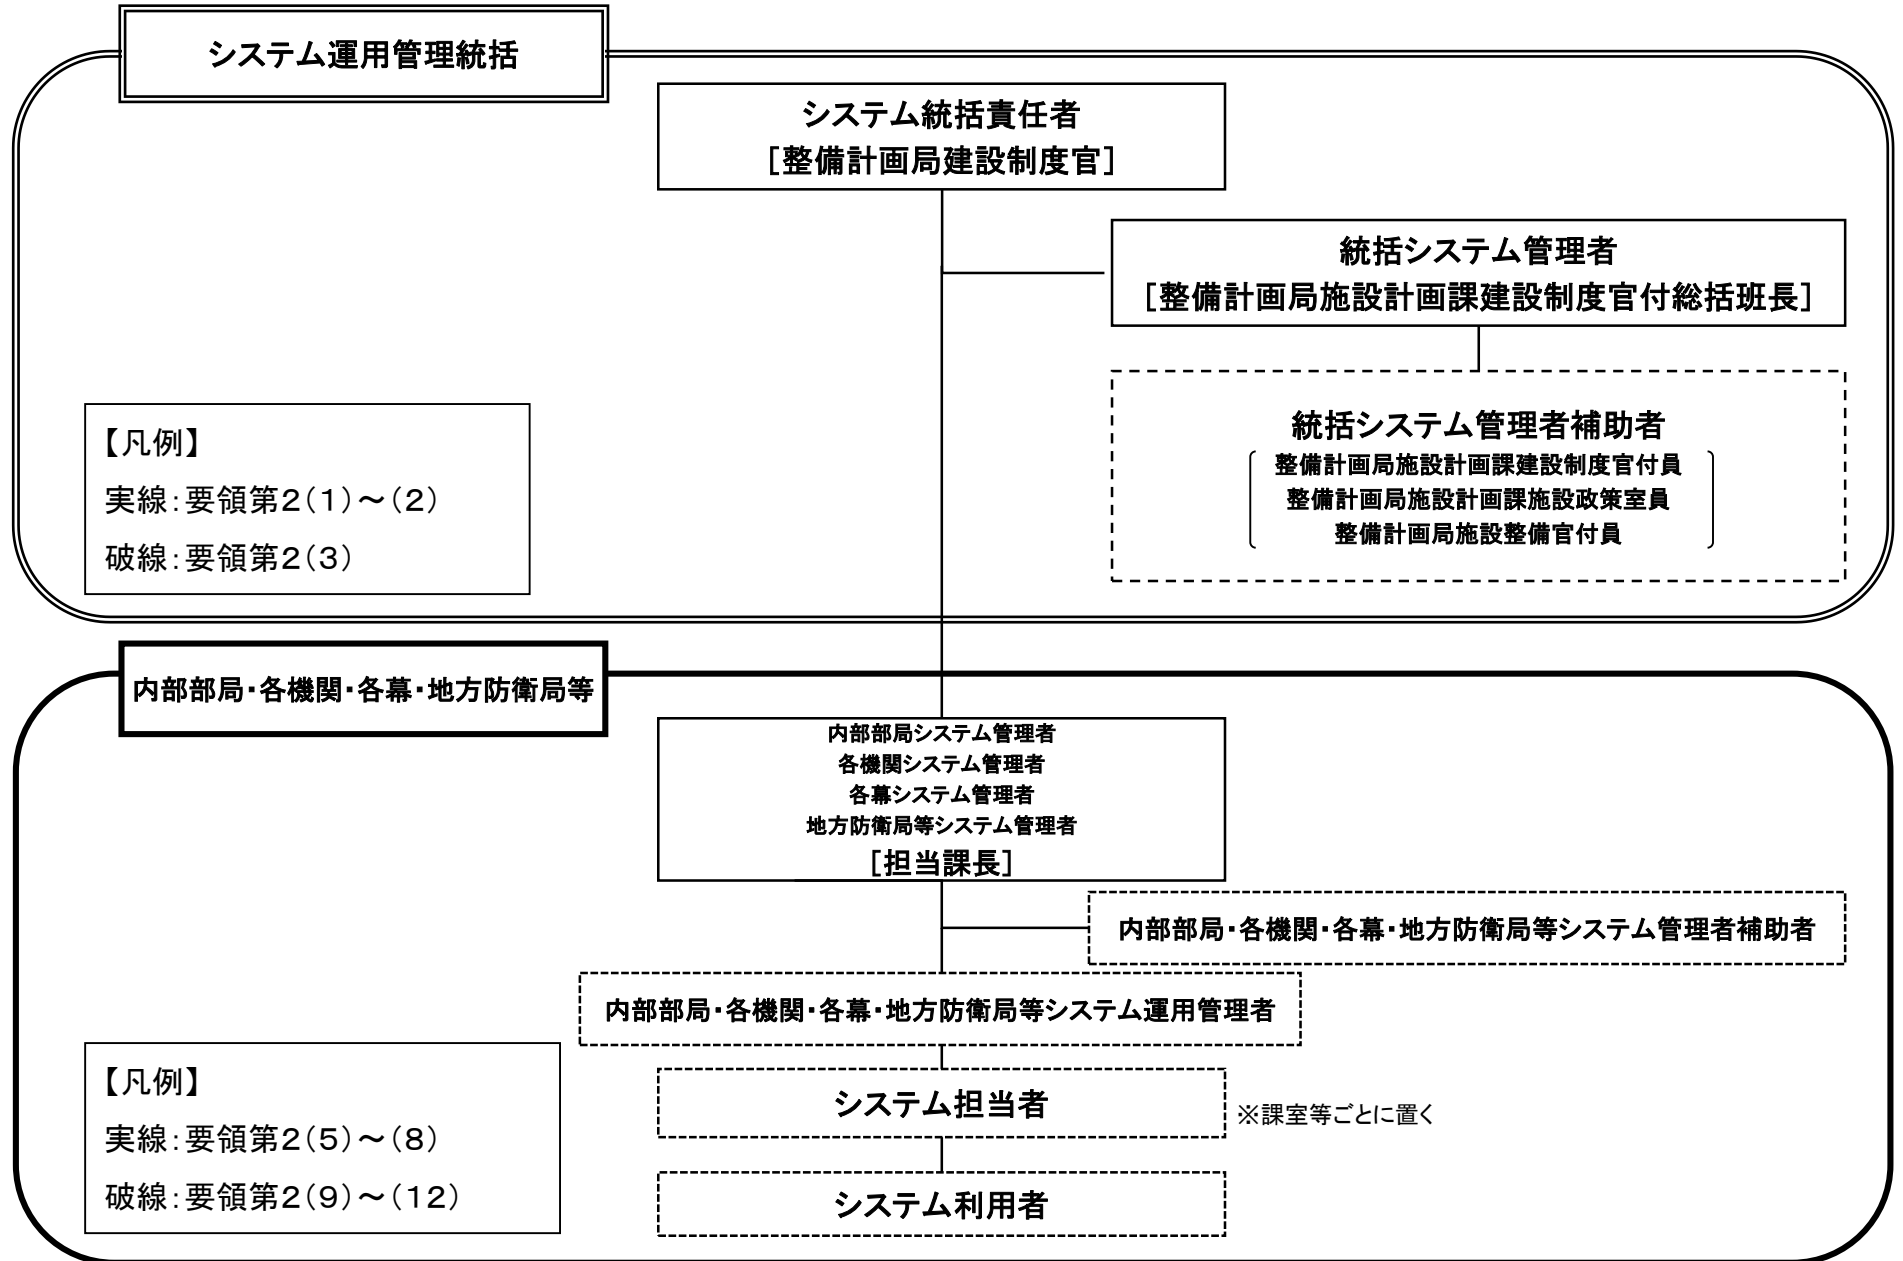 システム運用管理統括
システム統括責任者
［整備計画局建設制度官］
統括システム管理者
［整備計画局施設計画課建設制度官付総括班長］
統括システム管理者補助者
整備計画局施設計画課建設制度官付員
整備計画局施設計画課施設政策室員
整備計画局施設整備官付員
【凡例】
実線：要領第２（１）～（２）
破線：要領第２（３）
内部部局・各機関・各幕・地方防衛局等
内部部局システム管理者
各機関システム管理者
各幕システム管理者
地方防衛局等システム管理者
［担当課長］
内部部局・各機関・各幕・地方防衛局等システム管理者補助者
内部部局・各機関・各幕・地方防衛局等システム運用管理者
システム担当者
※課室等ごとに置く
システム利用者
【凡例】
実線：要領第２（５）～（８）
破線：要領第２（９）～（１２）